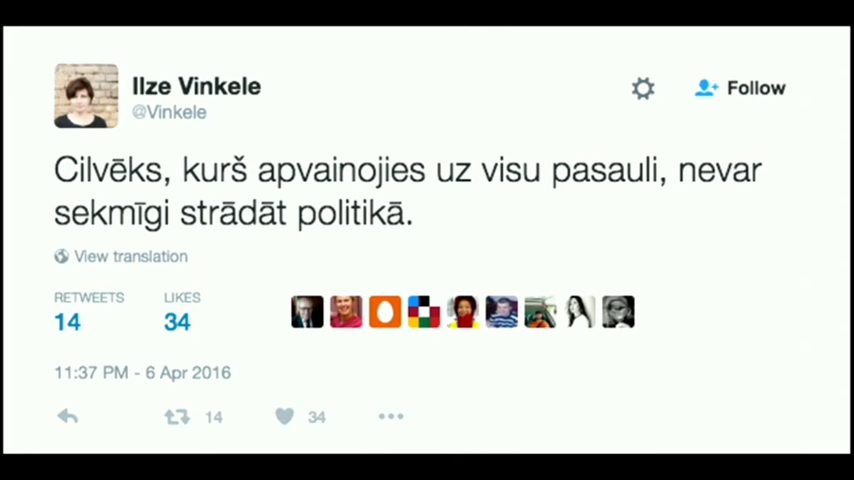 Ilze Vinkele
@Vinkele
Follow
Cilvēks, kurš apvainojies uz visu pasauli, nevar
sekmīgi strādāt politikā.
View translation
RETWEETS LIKES
14 34
11:37 PM - 6 Apr 2016
14 34